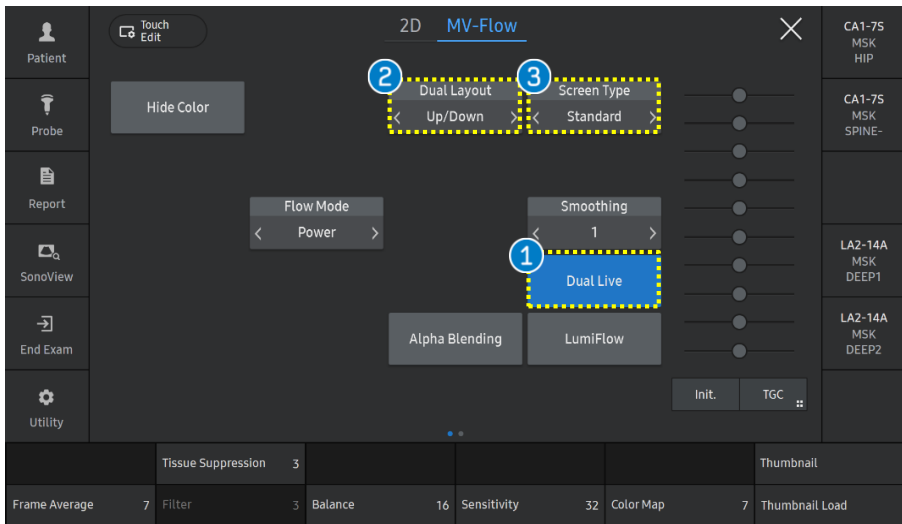 Patient
Probe
Report
SonoView
End Exam
Utility
Touch
Edit
2D MV-Flow
Hide Color
2
Dual Layout
Up/Down
3
Screen Type
Standard
Flow Mode
Power
Smoothing
1
1
Dual Live
Alpha Blending
LumiFlow
Init.
TGC
CA1-7S
MSK
HIP
CA1-7S
MSK
SPINE-
LA2-14A
MSK
DEEP1
LA2-14A
MSK
DEEP2
Tissue Suppression 3
Thumbnail
Frame Average 7
Filter 3
Balance 16
Sensitivity 32
Color Map 7
Thumbnail Load